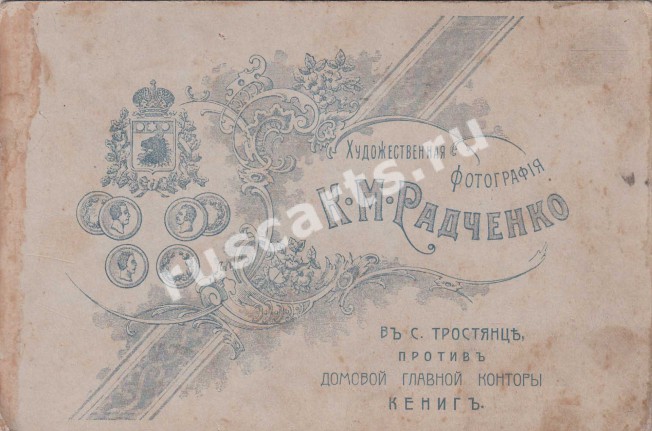 Художественная
Фотографія
К·М·Радченко
ВЪ С. ТРОСТЯНЦѢ,
ПРОТИВЪ
ДОМОВОЙ ГЛАВНОЙ КОНТОРЫ
КЕНИГЪ.
ruscarts.ru